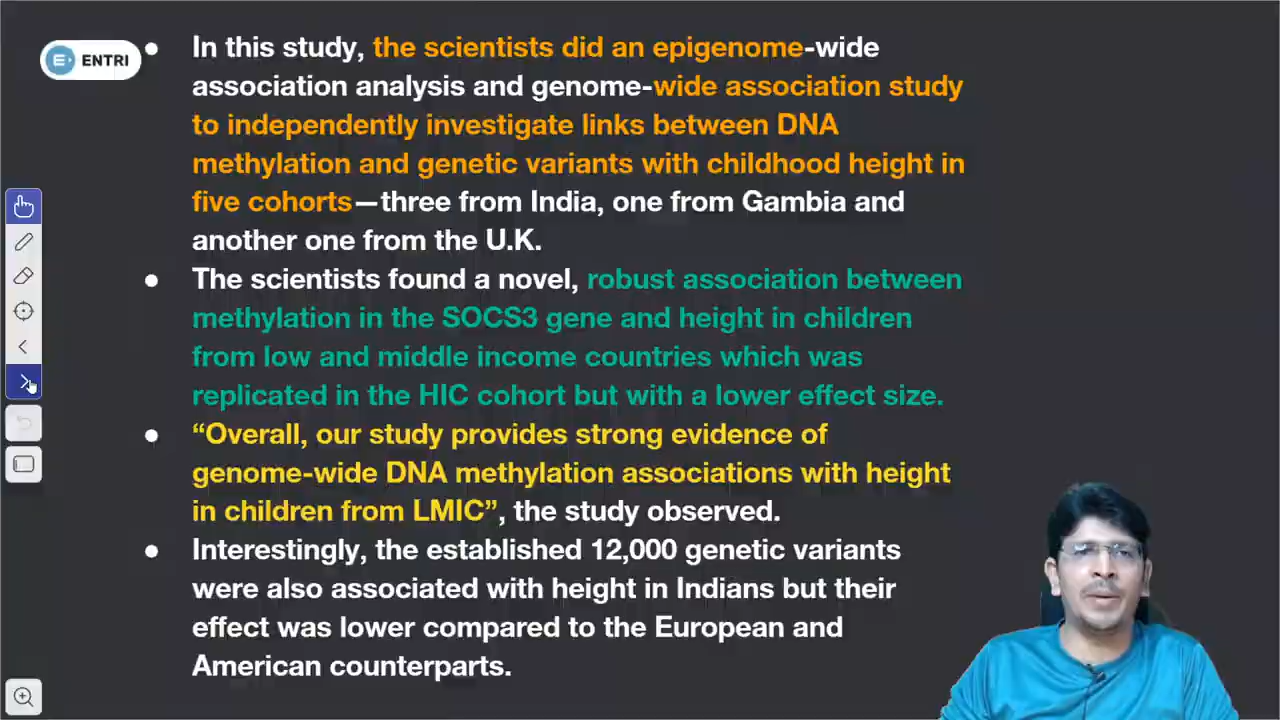 ENTRI
In this study, the scientists did an epigenome-wide
association analysis and genome-wide association study
to independently investigate links between DNA
methylation and genetic variants with childhood height in
five cohorts—three from India, one from Gambia and
another one from the U.K.
The scientists found a novel, robust association between
methylation in the SOCS3 gene and height in children
from low and middle income countries which was
replicated in the HIC cohort but with a lower effect size.
“Overall, our study provides strong evidence of
genome-wide DNA methylation associations with height
in children from LMIC”, the study observed.
Interestingly, the established 12,000 genetic variants
were also associated with height in Indians but their
effect was lower compared to the European and
American counterparts.